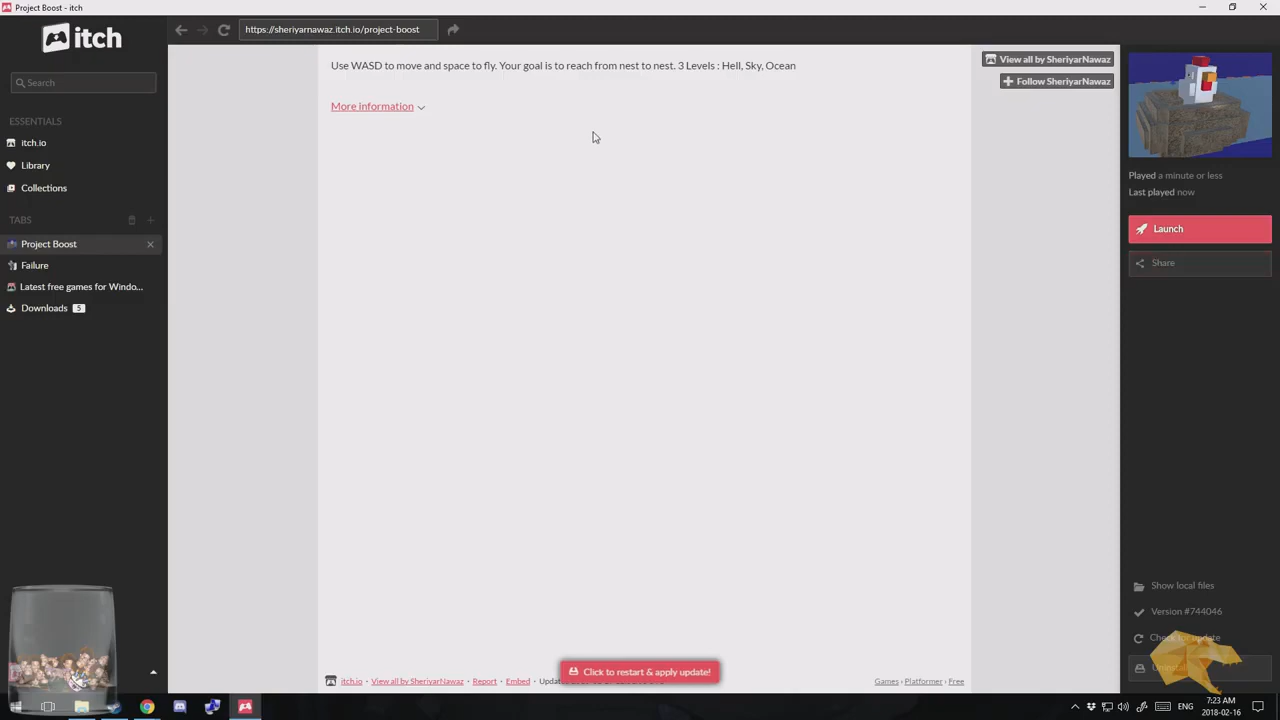 Project Boost - itch
itch
https://sheriyarnawaz.itch.io/project-boost
Search
ESSENTIALS
itch.io
Library
Collections
TABS
Project Boost
Failure
Latest free games for Windo...
Downloads 5
Use WASD to move and space to fly. Your goal is to reach from nest to nest. 3 Levels : Hell, Sky, Ocean
More information
View all by SheriyarNawaz
Follow SheriyarNawaz
Played a minute or less
Last played now
Launch
Share
Show local files
Version #744046
Check for update
Uninstall
Click to restart & apply update!
itch.io · View all by SheriyarNawaz · Report · Embed
Games › Platformer › Free
ENG
7:23 AM
2018-02-16